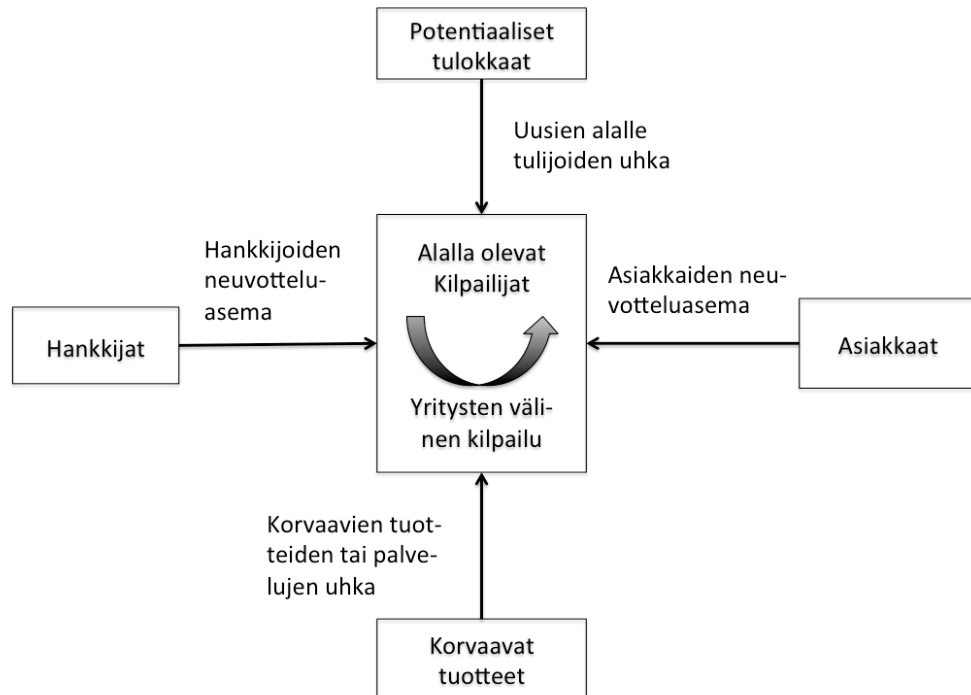 Potentiaaliset
tulokkaat
Uusien alalle
tulijoiden uhka
Hankkijoiden
neuvottelu-
asema
Alalla olevat
Kilpailijat
Asiakkaiden neu-
votteluasema
Hankkijat
Asiakkaat
Yritysten väli-
nen kilpailu
Korvaavien tuot-
teiden tai palve-
lujen uhka
Korvaavat
tuotteet